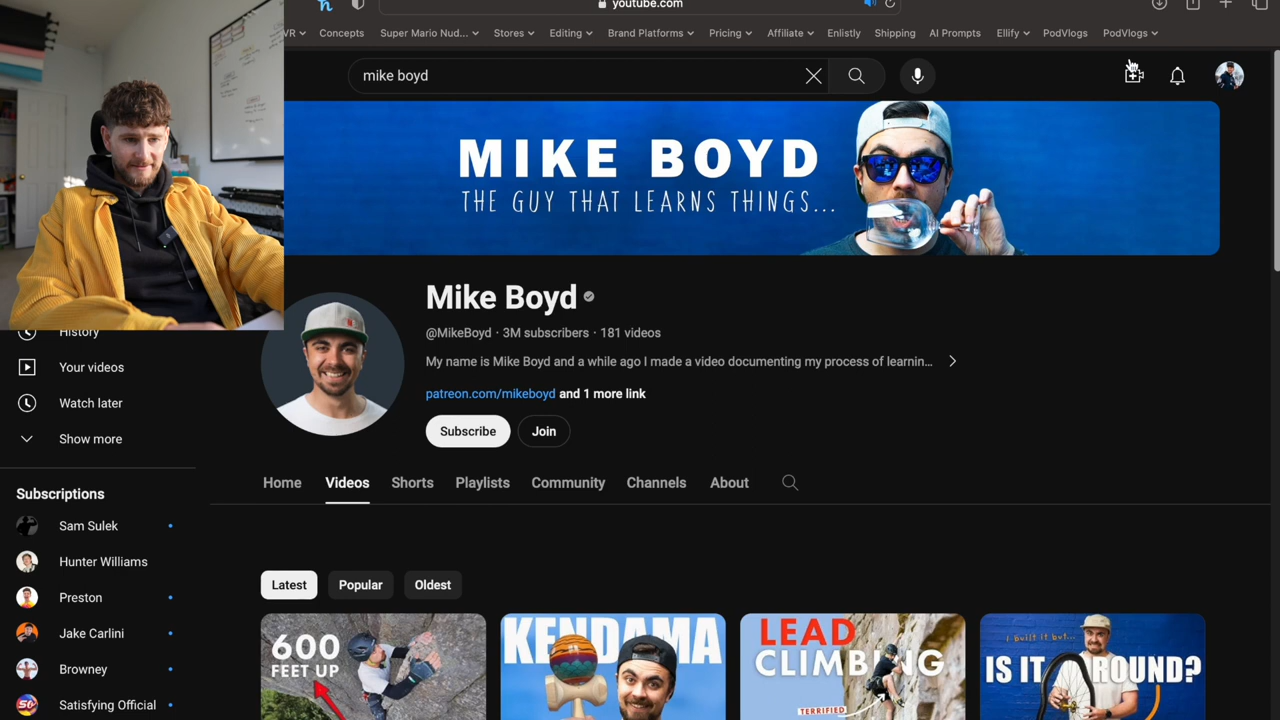 youtube.com
VR
Concepts
Super Mario Nud...
Stores
Editing
Brand Platforms
Pricing
Affiliate
Enlistly
Shipping
AI Prompts
Ellify
PodVlogs
PodVlogs
mike boyd
MIKE BOYD
THE GUY THAT LEARNS THINGS...
Mike Boyd
@MikeBoyd · 3M subscribers · 181 videos
My name is Mike Boyd and a while ago I made a video documenting my process of learnin...
patreon.com/mikeboyd and 1 more link
Subscribe
Join
History
Your videos
Watch later
Show more
Subscriptions
Sam Sulek
Hunter Williams
Preston
Jake Carlini
Browney
Satisfying Official
Home
Videos
Shorts
Playlists
Community
Channels
About
Latest
Popular
Oldest
600
FEET UP
KENDAMA
LEAD
CLIMBING
TERRIFIED
I built it but...
IS IT AROUND?